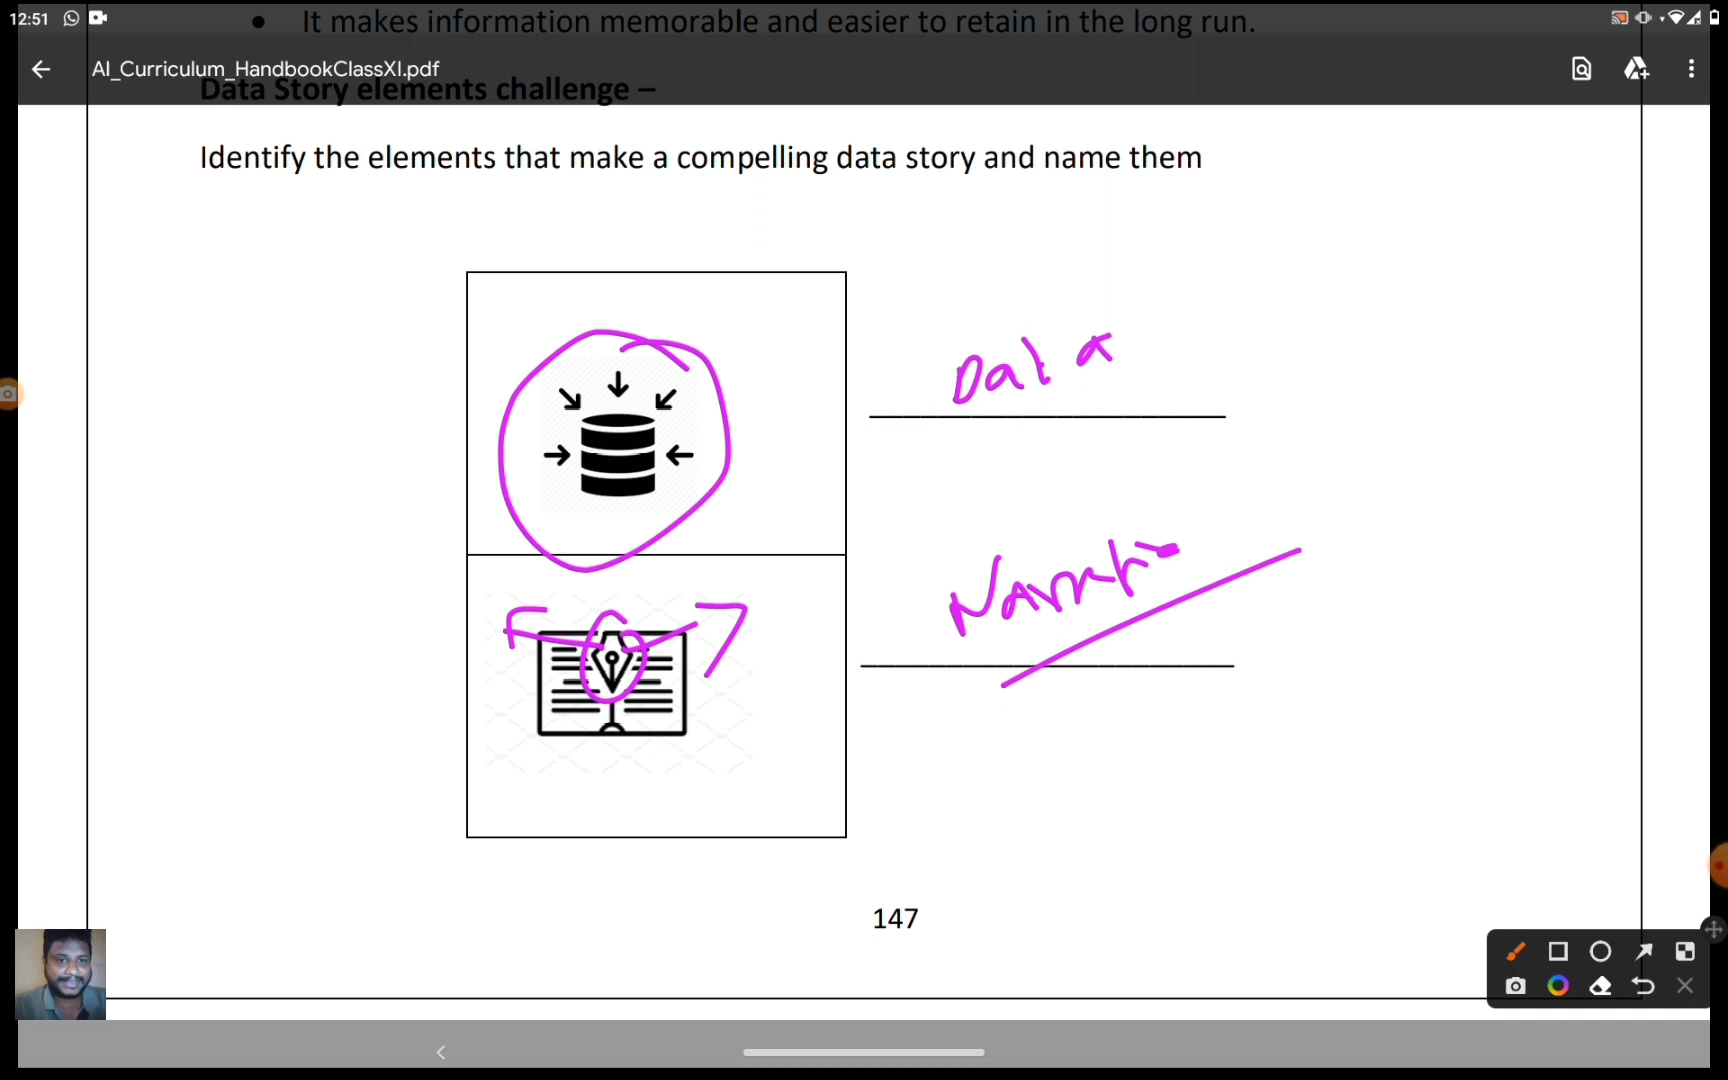 12:51
• It makes information memorable and easier to retain in the long run.
AI_Curriculum_HandbookClassXI.pdf
Data Story elements challenge –
Identify the elements that make a compelling data story and name them
Data
147